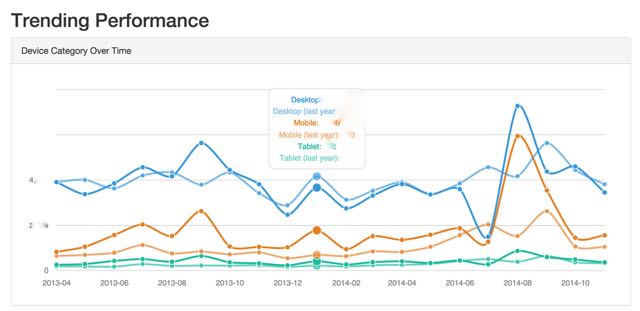 Trending Performance
Device Category Over Time
Desktop
Desktop (last year
Mobile:
Mobile (last year):
Tablet:
Tablet (last year):
4,
2
0
2013-04
2013-06
2013-08
2013-10
2013-12
2014-02
2014-04
2014-06
2014-08
2014-10